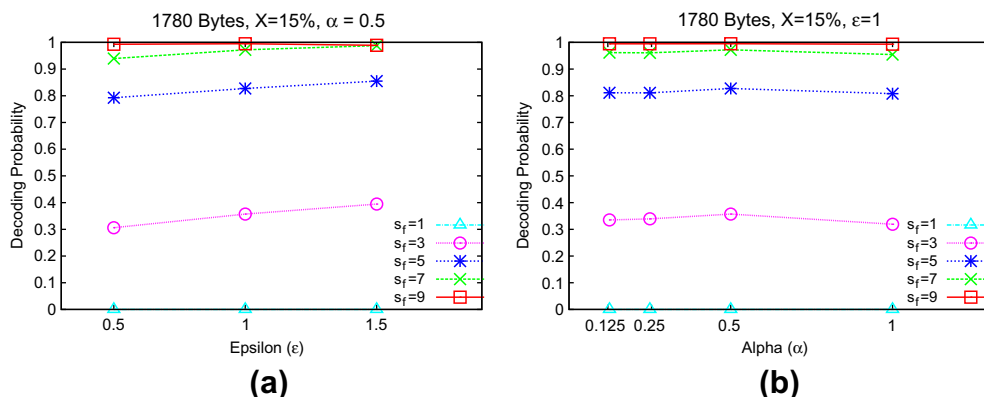 1780 Bytes, X=15%, α = 0.5
Decoding Probability
1
0.9
0.8
0.7
0.6
0.5
0.4
0.3
0.2
0.1
0
s_f=1
s_f=3
s_f=5
s_f=7
s_f=9
0.5 1 1.5
Epsilon (ε)
(a)
1780 Bytes, X=15%, ε=1
Decoding Probability
1
0.9
0.8
0.7
0.6
0.5
0.4
0.3
0.2
0.1
0
s_f=1
s_f=3
s_f=5
s_f=7
s_f=9
0.125 0.25 0.5 1
Alpha (α)
(b)